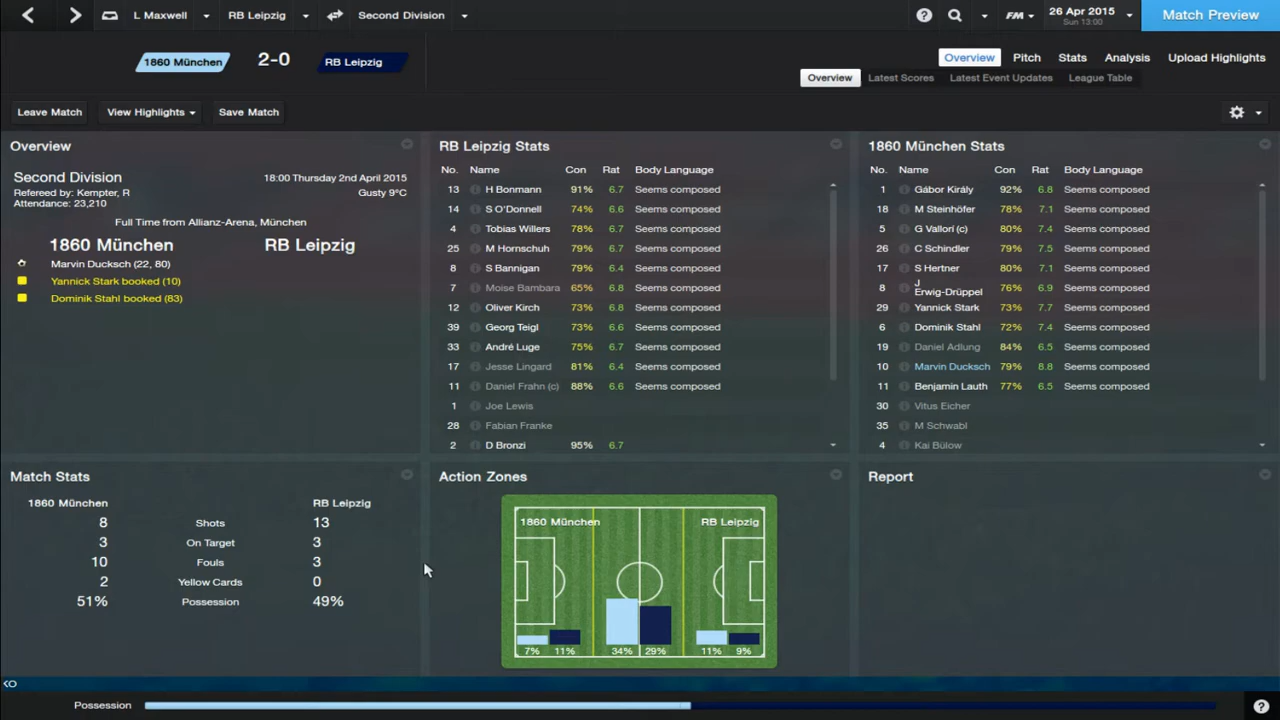 L Maxwell
RB Leipzig
Second Division
FM
26 Apr 2015
Sun 13:00
Match Preview
1860 München 2-0 RB Leipzig
Overview Pitch Stats Analysis Upload Highlights
Overview Latest Scores Latest Event Updates League Table
Leave Match View Highlights Save Match
Overview
Second Division 18:00 Thursday 2nd April 2015
Refereed by: Kempter, R Gusty 9°C
Attendance: 23,210
Full Time from Allianz-Arena, München
1860 München RB Leipzig
Marvin Ducksch (22, 80)
Yannick Stark booked (10)
Dominik Stahl booked (83)
RB Leipzig Stats
No. Name Con Rat Body Language
13 H Bonmann 91% 6.7 Seems composed
14 S O'Donnell 74% 6.6 Seems composed
4 Tobias Willers 78% 6.7 Seems composed
25 M Hornschuh 79% 6.7 Seems composed
8 S Bannigan 79% 6.4 Seems composed
7 Moise Bambara 65% 6.8 Seems composed
12 Oliver Kirch 73% 6.8 Seems composed
39 Georg Teigl 73% 6.6 Seems composed
33 André Luge 75% 6.7 Seems composed
17 Jesse Lingard 81% 6.4 Seems composed
11 Daniel Frahn (c) 88% 6.6 Seems composed
1 Joe Lewis
28 Fabian Franke
2 D Bronzi 95% 6.7
1860 München Stats
No. Name Con Rat Body Language
1 Gábor Király 92% 6.8 Seems composed
18 M Steinhöfer 78% 7.1 Seems composed
5 G Vallori (c) 80% 7.4 Seems composed
26 C Schindler 79% 7.5 Seems composed
17 S Hertner 80% 7.1 Seems composed
8 J Erwig-Drüppel 76% 6.9 Seems composed
29 Yannick Stark 73% 7.7 Seems composed
6 Dominik Stahl 72% 7.4 Seems composed
19 Daniel Adlung 84% 6.5 Seems composed
10 Marvin Ducksch 79% 8.8 Seems composed
11 Benjamin Lauth 77% 6.5 Seems composed
30 Vitus Eicher
35 M Schwabl
4 Kai Bülow
Match Stats
1860 München RB Leipzig
8 Shots 13
3 On Target 3
10 Fouls 3
2 Yellow Cards 0
51% Possession 49%
Action Zones
1860 München RB Leipzig
7% 11% 34% 29% 11% 9%
Report
Possession